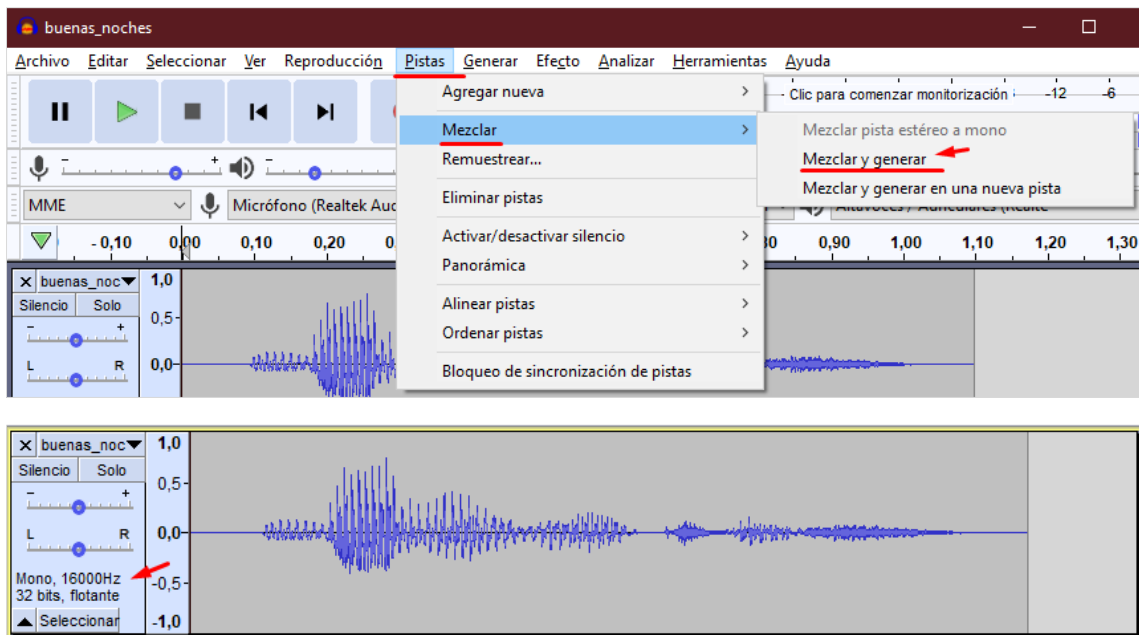 buenas_noches
Archivo Editar Seleccionar Ver Reproducción Pistas Generar Efecto Analizar Herramientas Ayuda
Agregar nueva
Mezclar
Remuestrear...
Eliminar pistas
Activar/desactivar silencio
Panorámica
Alinear pistas
Ordenar pistas
Bloqueo de sincronización de pistas
- Clic para comenzar monitorización -12 -6
Mezclar pista estéreo a mono
Mezclar y generar
Mezclar y generar en una nueva pista
- +
-
MME Micrófono (Realtek Auc
- 0,10 0,00 0,10 0,20 0,90 1,00 1,10 1,20 1,30
× buenas_noc 1,0
Silencio Solo
0,5
- +
L R 0,0
× buenas_noc 1,0
Silencio Solo
0,5
- +
L R 0,0
Mono, 16000Hz
32 bits, flotante
-0,5
Seleccionar -1,0